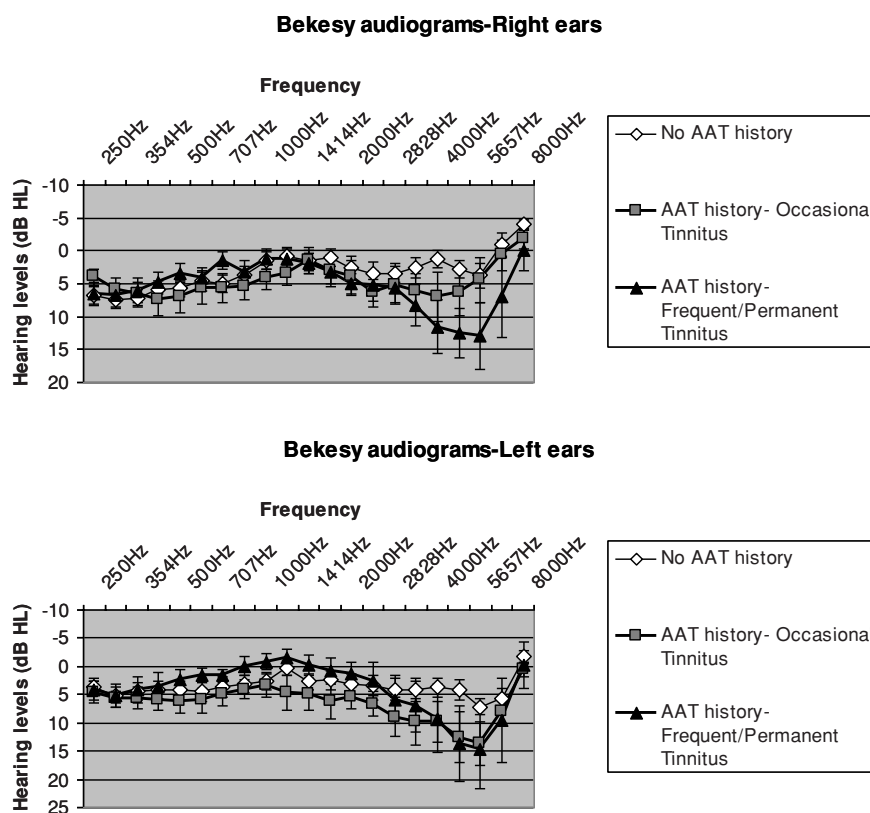 Bekesy audiograms-Right ears
Frequency
250Hz 354Hz 500Hz 707Hz 1000Hz 1414Hz 2000Hz 2828Hz 4000Hz 5657Hz 8000Hz
Hearing levels (dB HL)
-10
-5
0
5
10
15
20
No AAT history
AAT history- Occasiona
Tinnitus
AAT history-
Frequent/Permanent
Tinnitus
Bekesy audiograms-Left ears
Frequency
250Hz 354Hz 500Hz 707Hz 1000Hz 1414Hz 2000Hz 2828Hz 4000Hz 5657Hz 8000Hz
Hearing levels (dB HL)
-10
-5
0
5
10
15
20
25
No AAT history
AAT history- Occasiona
Tinnitus
AAT history-
Frequent/Permanent
Tinnitus